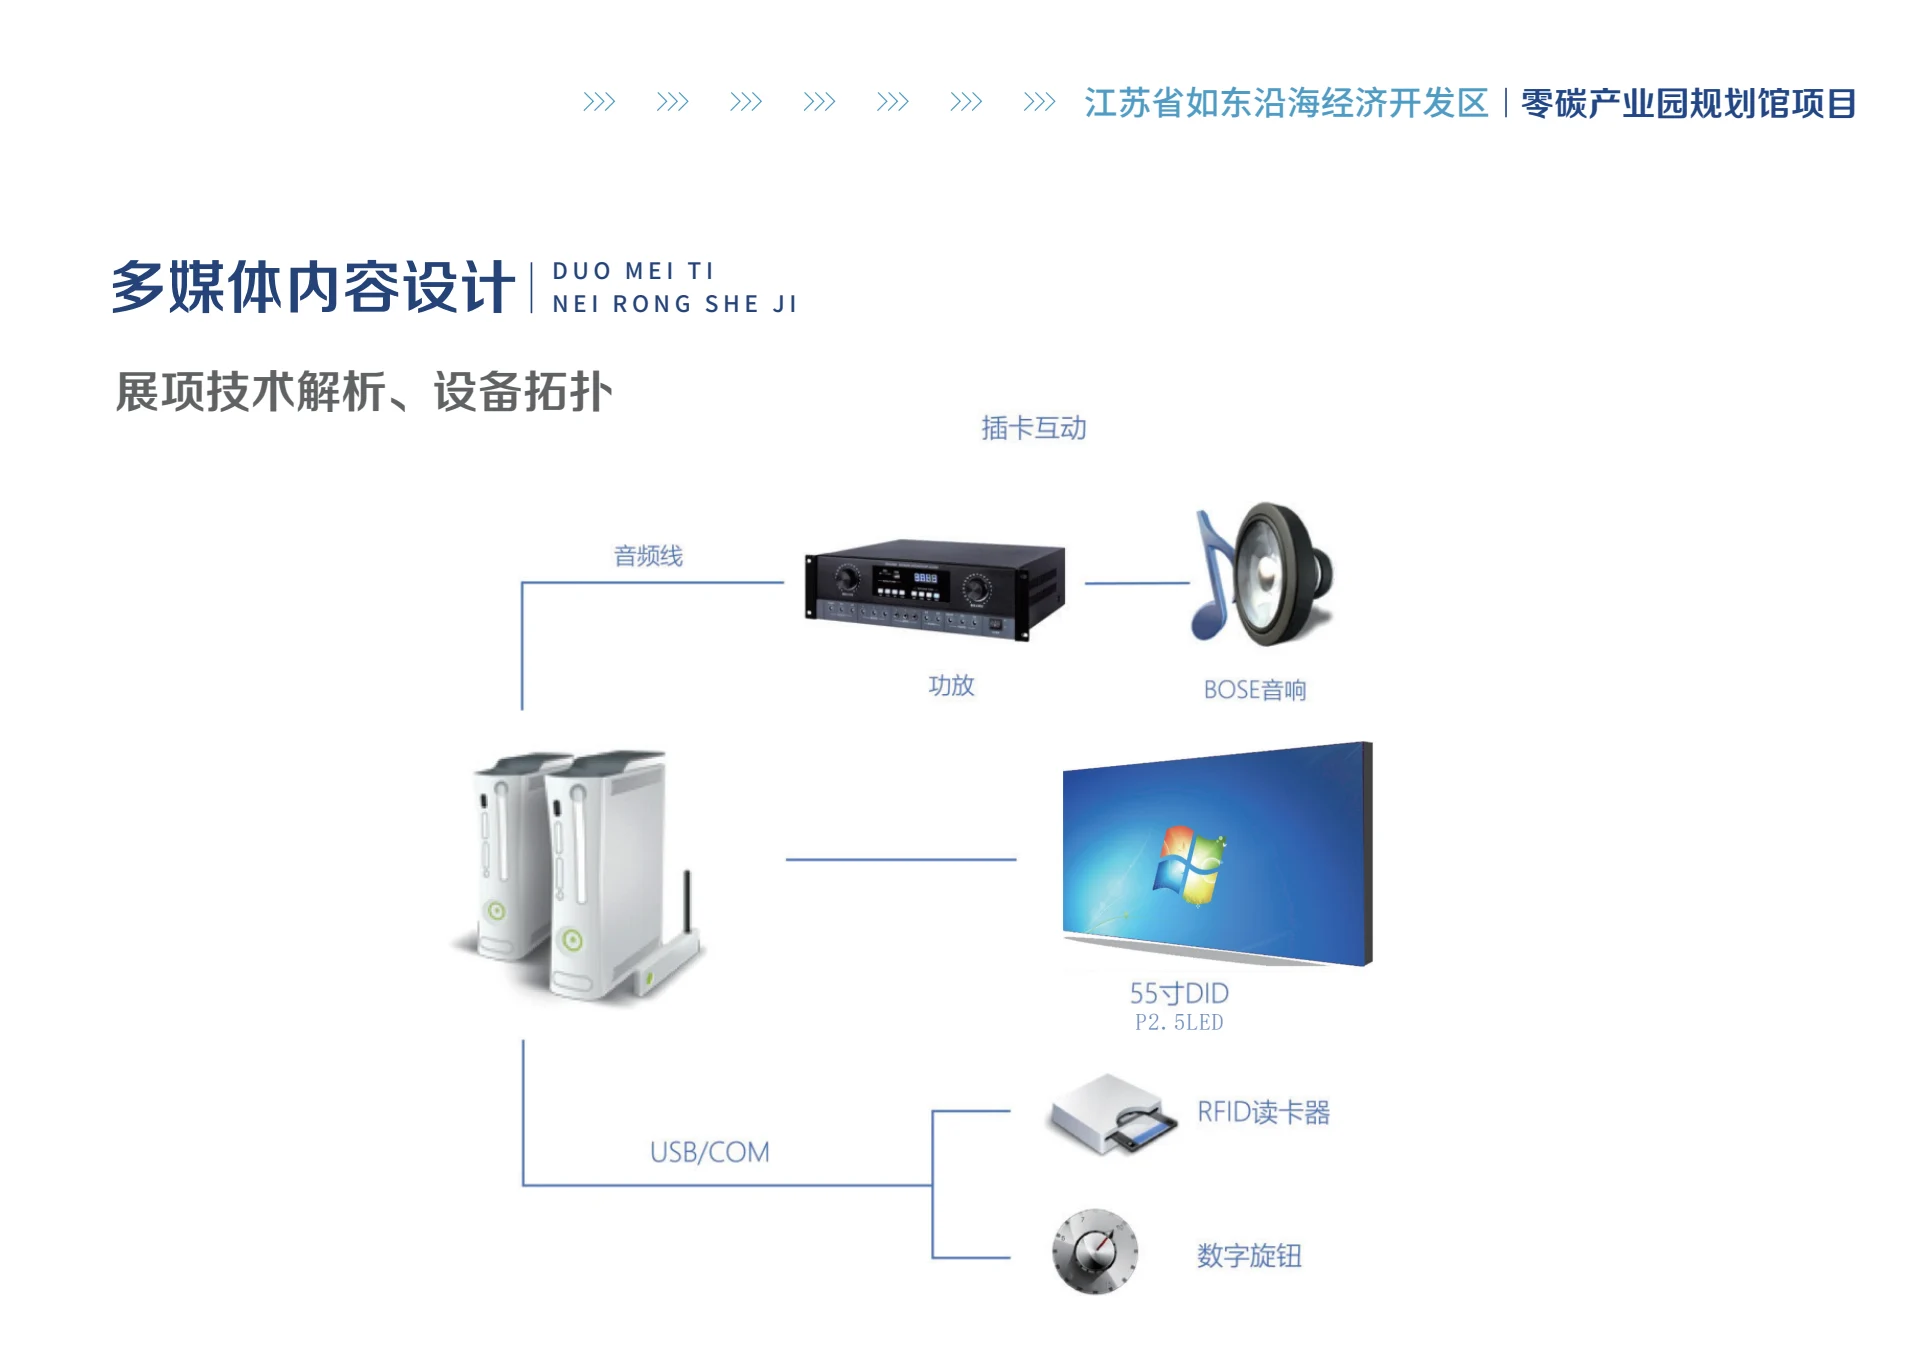 江苏省如东沿海经济开发区|零碳产业园规划馆项目
多媒体内容设计
DUO MEI TI
NEI RONG SHE JI
展项技术解析、设备拓扑
插卡互动
音频线
功放
BOSE音响
55寸DID
P2.5LED
RFID读卡器
USB/COM
数字旋钮